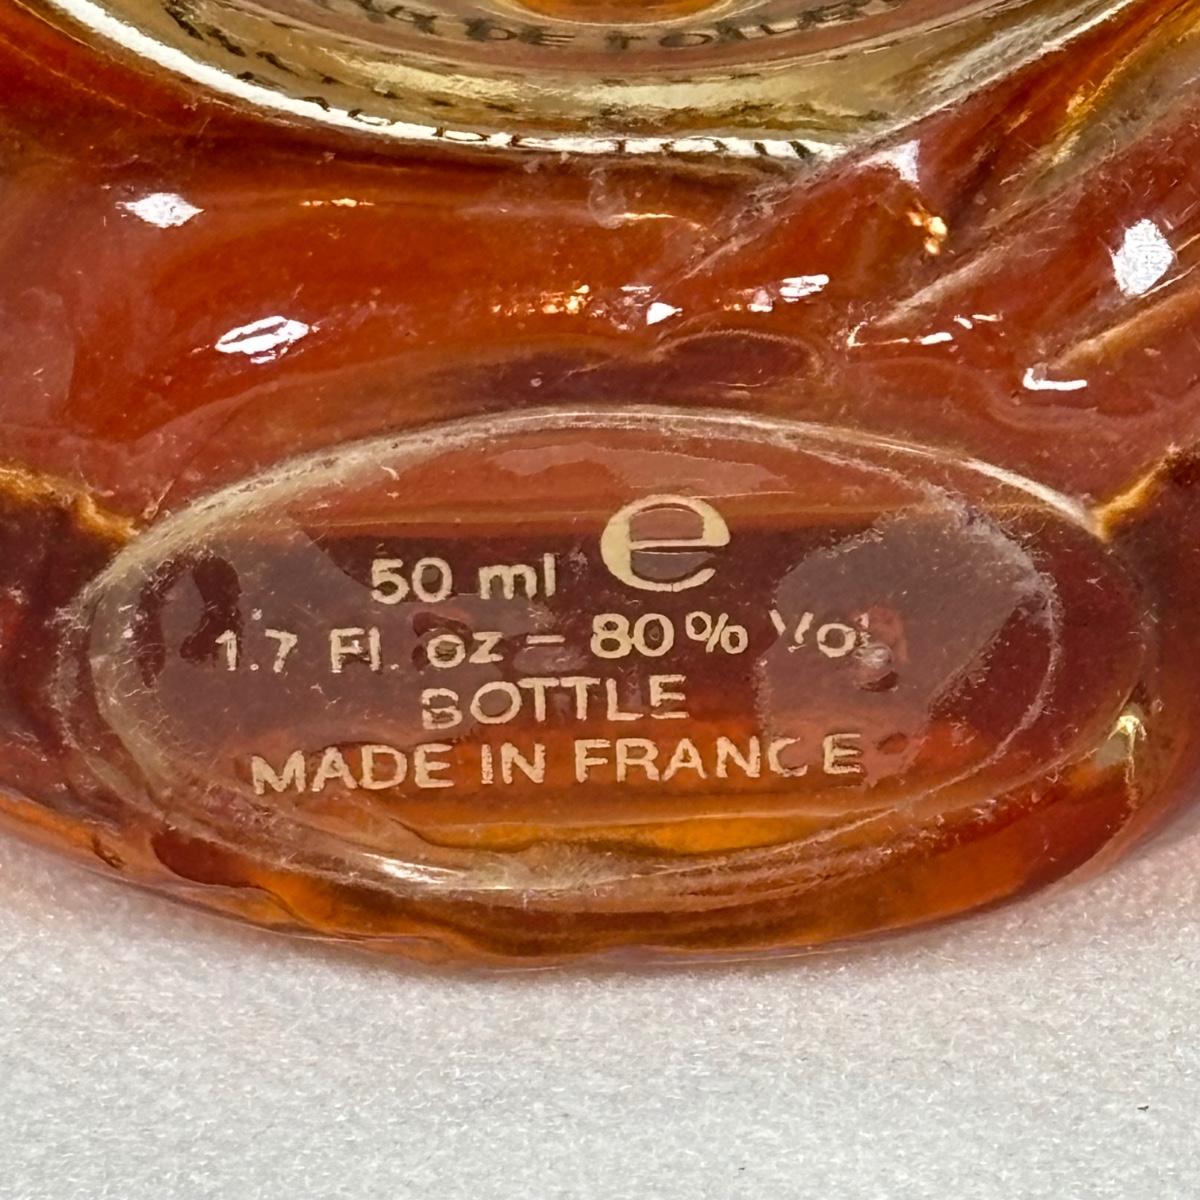 50 ml e
1.7 Fl. oz – 80% Vol
BOTTLE
MADE IN FRANCE